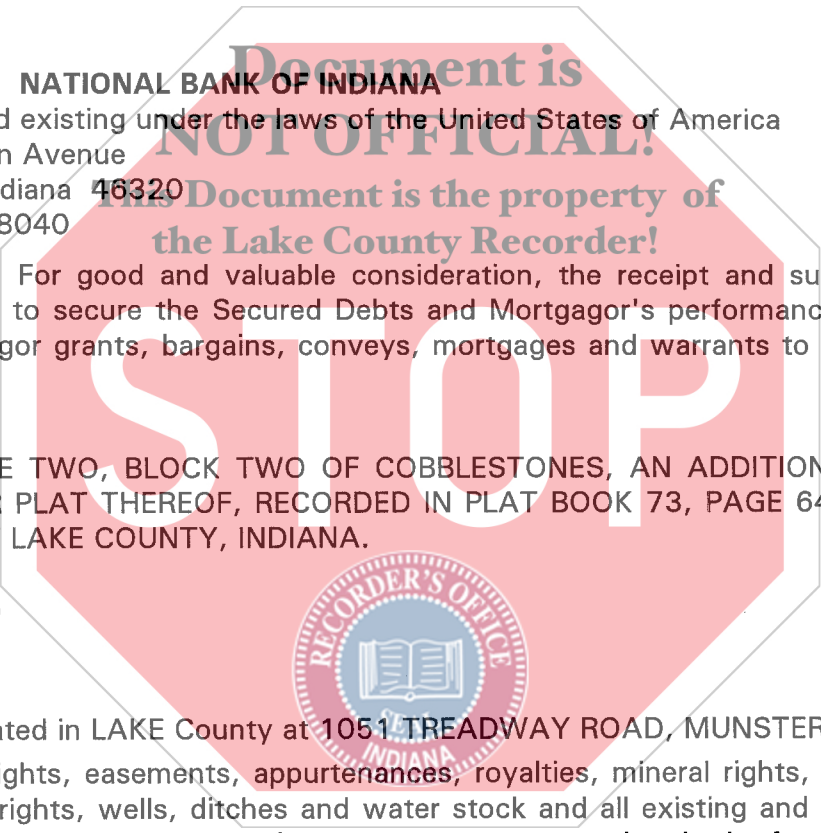 Document is
NATIONAL BANK OF INDIANA
d existing under the laws of the United States of America
NOT OFFICIAL!
n Avenue
diana 46320
This Document is the property of
8040
the Lake County Recorder!
For good and valuable consideration, the receipt and su
to secure the Secured Debts and Mortgagor's performanc
gor grants, bargains, conveys, mortgages and warrants to
STOP
E TWO, BLOCK TWO OF COBBLESTONES, AN ADDITION
PLAT THEREOF, RECORDED IN PLAT BOOK 73, PAGE 64
LAKE COUNTY, INDIANA.
RECORDER'S OFFICE
SEAL
INDIANA
ated in LAKE County at 1051 TREADWAY ROAD, MUNSTER
ights, easements, appurtenances, royalties, mineral rights,
rights, wells, ditches and water stock and all existing and